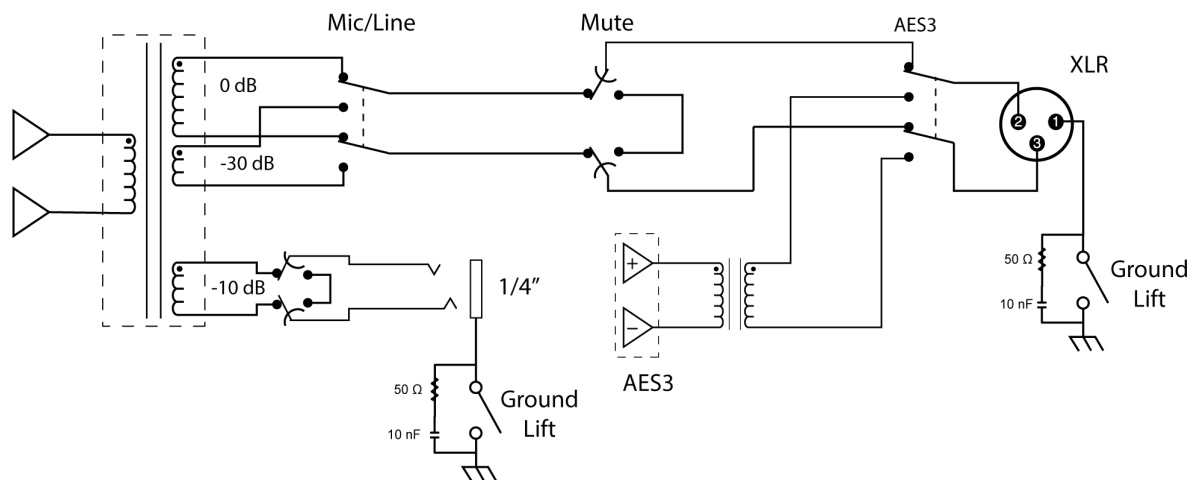 Mic/Line
Mute
AES3
XLR
0 dB
-30 dB
2
1
3
-10 dB
1/4″
+
−
AES3
50 Ω
10 nF
Ground
Lift
50 Ω
10 nF
Ground
Lift